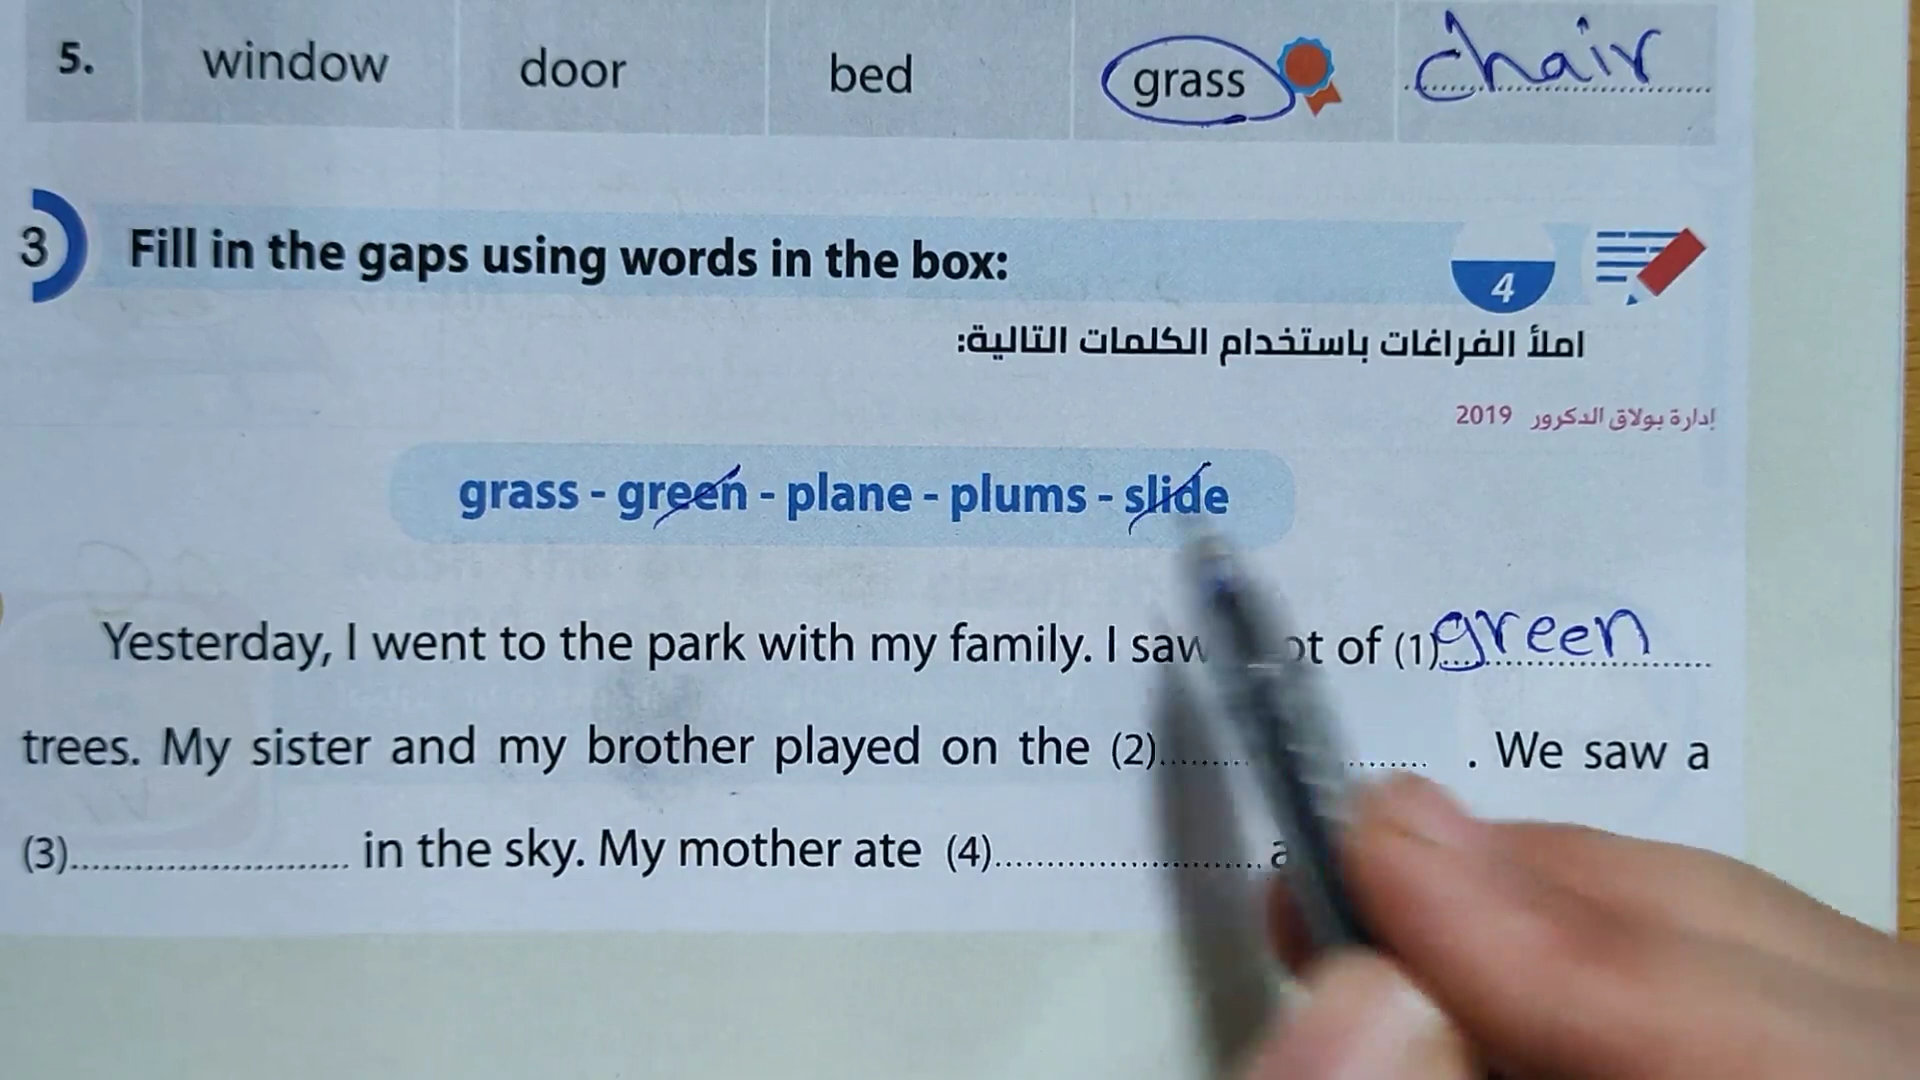 5. window door bed grass chair
3 Fill in the gaps using words in the box: 4
املأ الفراغات باستخدام الكلمات التالية:
إدارة بولاق الدكرور 2019
grass - green - plane - plums - slide
Yesterday, I went to the park with my family. I saw of (1) green
trees. My sister and my brother played on the (2).............. . We saw a
(3)........................ in the sky. My mother ate (4)........................